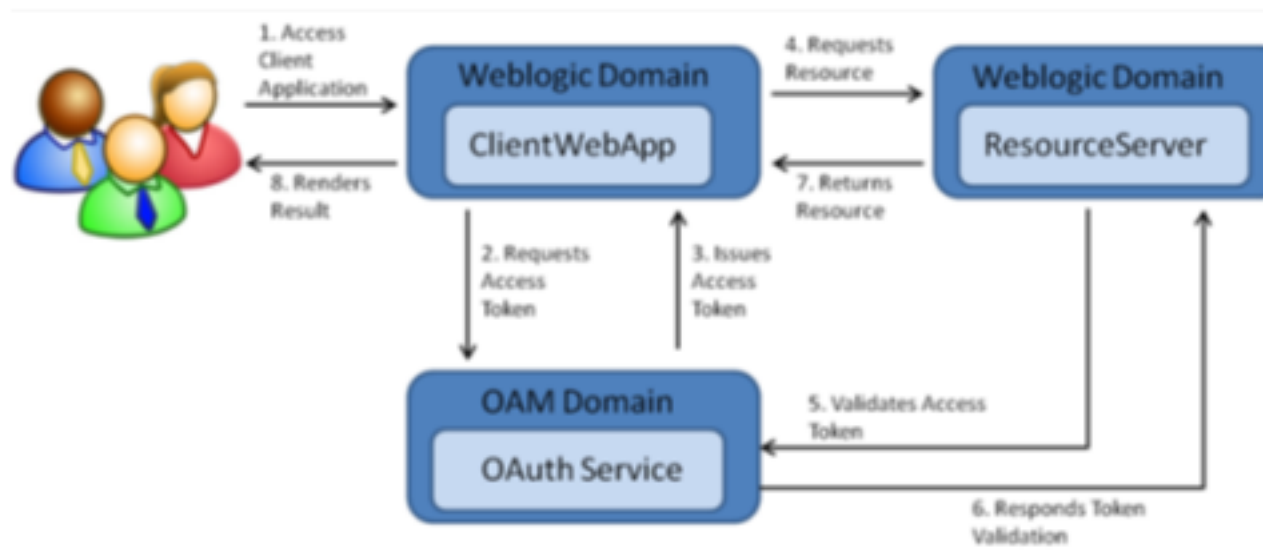 1. Access
Client
Application
8. Renders
Result
Weblogic Domain
ClientWebApp
4. Requests
Resource
7. Returns
Resource
Weblogic Domain
ResourceServer
2. Requests
Access
Token
3. Issues
Access
Token
OAM Domain
OAuth Service
5. Validates Access
Token
6. Responds Token
Validation